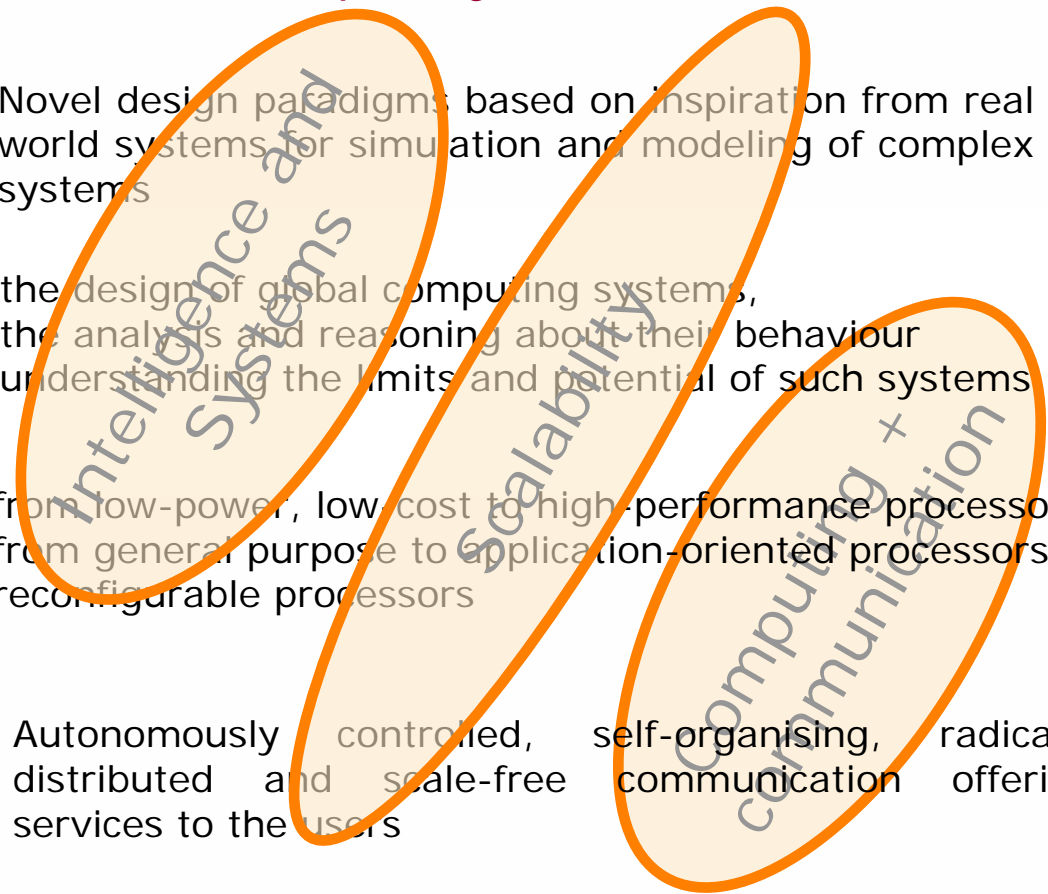 Novel design paradigms based on inspiration from real
world systems for simulation and modeling of complex
systems
the design of global computing systems,
the analysis and reasoning about their behaviour
understanding the limits and potential of such systems
from low-power, low-cost to high-performance processo
from general purpose to application-oriented processors
reconfigurable processors
Autonomously controlled, self-organising, radica
distributed and scale-free communication offeri
services to the users
Intelligence and
Systems
Scalability
Computing +
communication